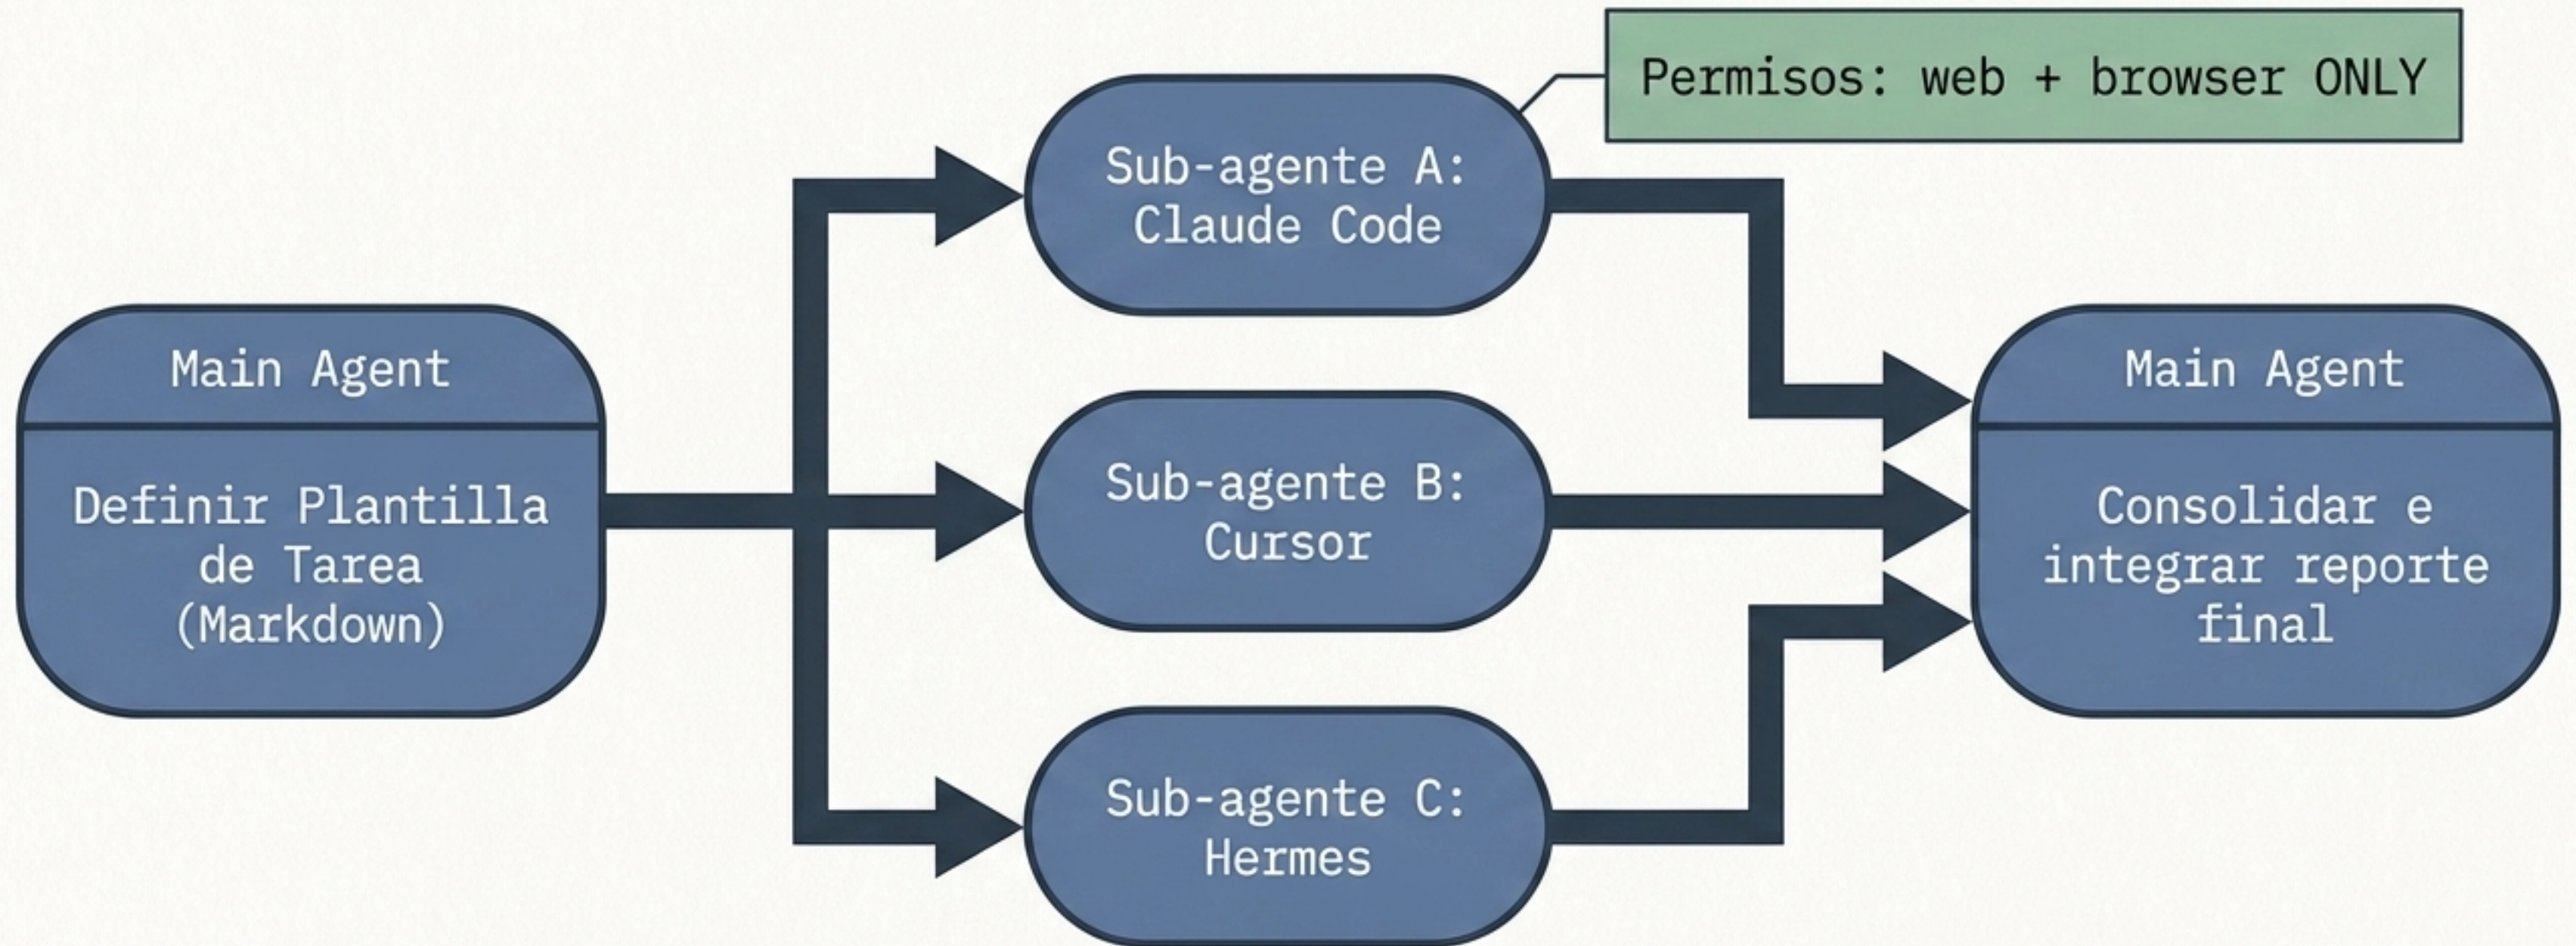 Main Agent
Definir Plantilla
de Tarea
(Markdown)
Permisos: web + browser ONLY
Sub-agente A:
Claude Code
Sub-agente B:
Cursor
Sub-agente C:
Hermes
Main Agent
Consolidar e
integrar reporte
final